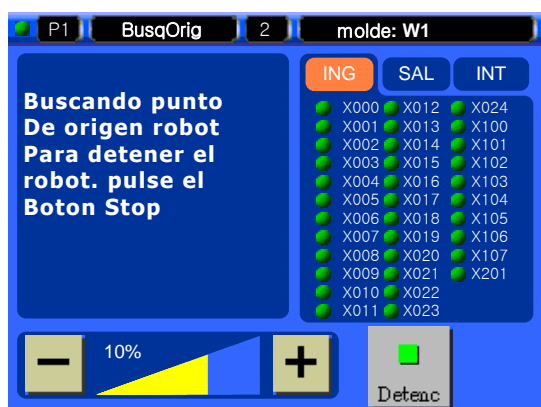 P1 BusqOrig 2 molde: W1
Buscando punto
De origen robot
Para detener el
robot. pulse el
Boton Stop
ING SAL INT
X000 X012 X024
X001 X013 X100
X002 X014 X101
X003 X015 X102
X004 X016 X103
X005 X017 X104
X006 X018 X105
X007 X019 X106
X008 X020 X107
X009 X021 X201
X010 X022
X011 X023
10%
− +
Detenc